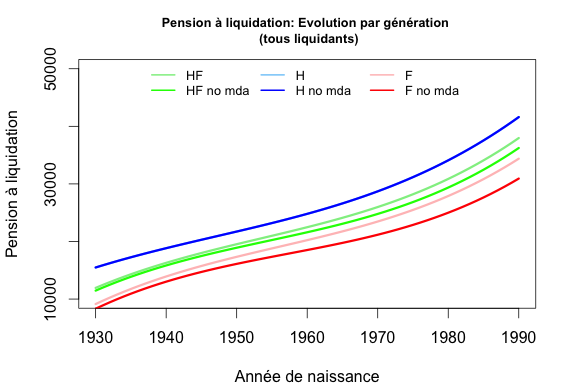 Pension à liquidation: Evolution par génération
(tous liquidants)
HF H F
HF no mda H no mda F no mda
Pension à liquidation
50000
30000
10000
1930 1940 1950 1960 1970 1980 1990
Année de naissance